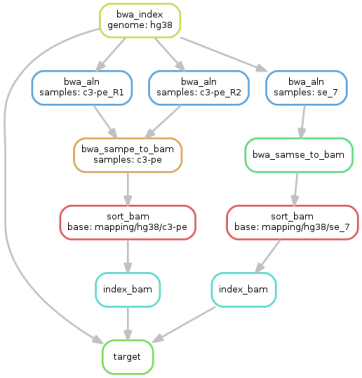 bwa_index
genome: hg38
bwa_aln
samples: c3-pe_R1
bwa_aln
samples: c3-pe_R2
bwa_aln
samples: se_7
bwa_sampe_to_bam
samples: c3-pe
bwa_samse_to_bam
sort_bam
base: mapping/hg38/c3-pe
sort_bam
base: mapping/hg38/se_7
index_bam
index_bam
target